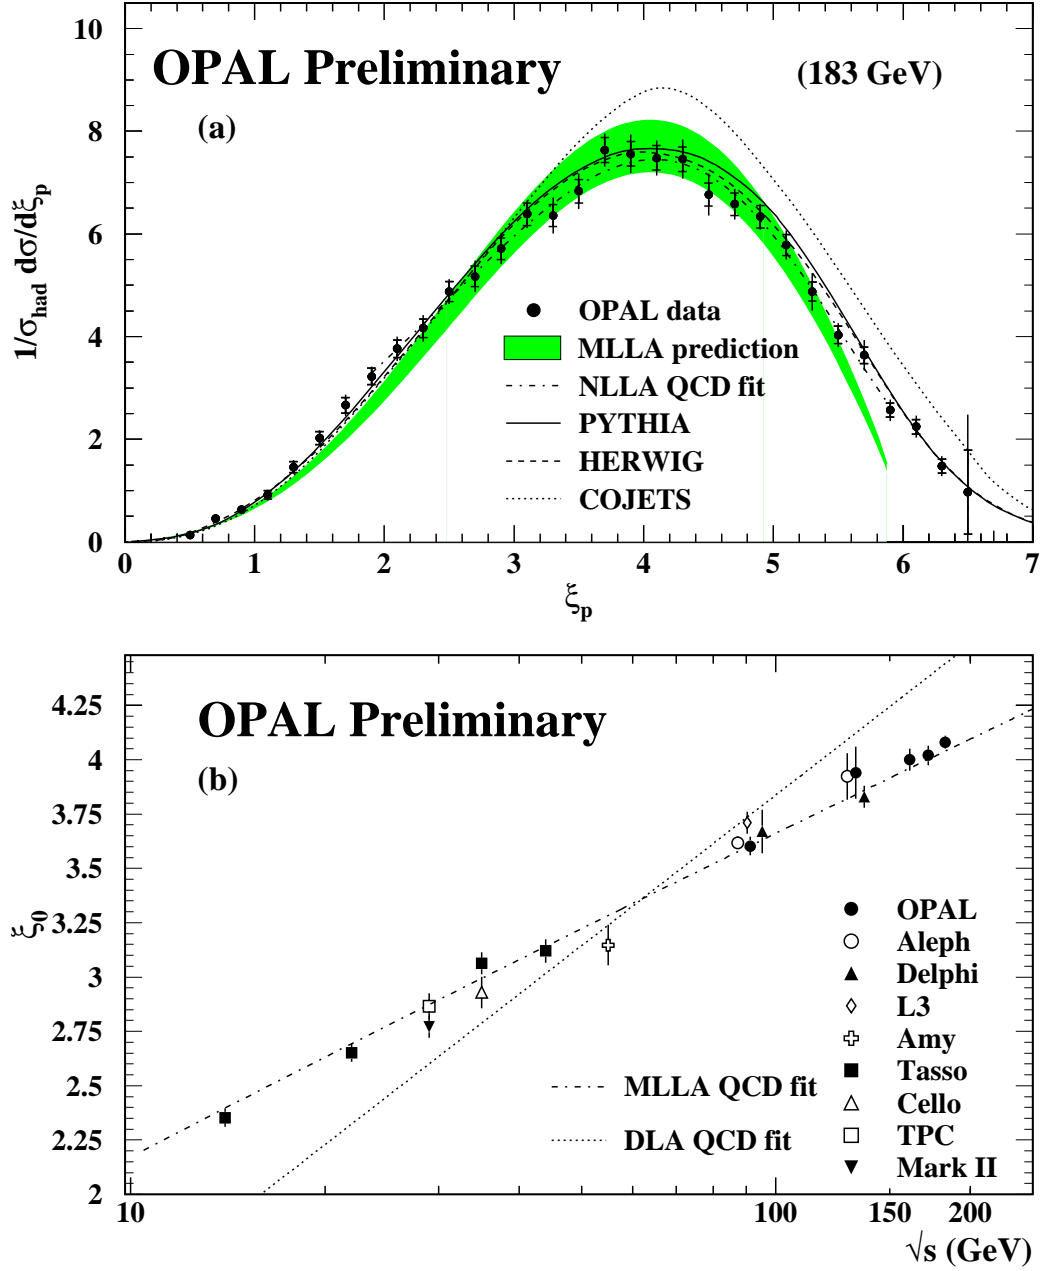 OPAL Preliminary
(183 GeV)
(a)
1/σhad dσ/dξp
10
8
6
4
2
0
OPAL data
MLLA prediction
NLLA QCD fit
PYTHIA
HERWIG
COJETS
0 1 2 3 4 5 6 7
ξp
OPAL Preliminary
(b)
ξ0
4.25
4
3.75
3.5
3.25
3
2.75
2.5
2.25
2
OPAL
Aleph
Delphi
L3
Amy
Tasso
Cello
TPC
Mark II
MLLA QCD fit
DLA QCD fit
10 100 150 200
√s (GeV)